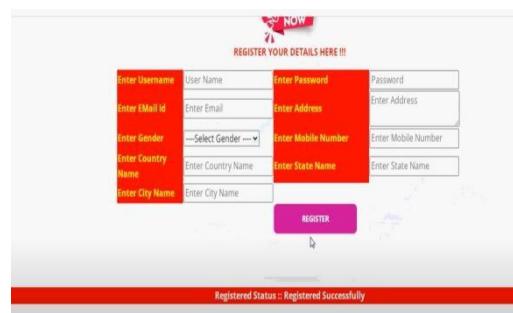 NOW
REGISTER YOUR DETAILS HERE !!!
Enter Username User Name Enter Password Password
Enter EMail Id Enter Email Enter Address Enter Address
Enter Gender ----Select Gender ---- Enter Mobile Number Enter Mobile Number
Enter Country Name Enter Country Name Enter State Name Enter State Name
Enter City Name Enter City Name
REGISTER
Registered Status :: Registered Successfully